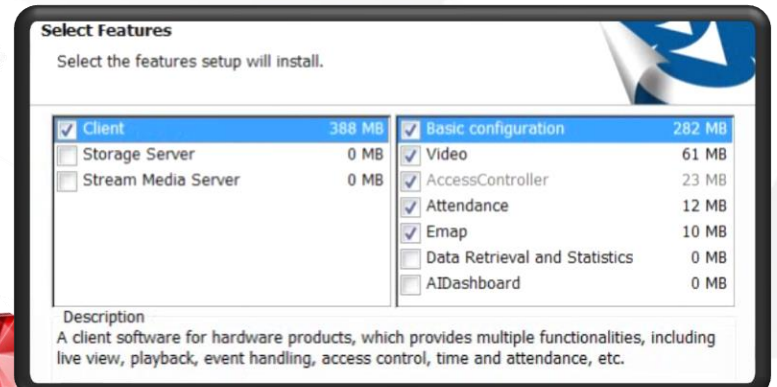 Select Features
Select the features setup will install.
Client 388 MB
Storage Server 0 MB
Stream Media Server 0 MB
Basic configuration 282 MB
Video 61 MB
AccessController 23 MB
Attendance 12 MB
Emap 10 MB
Data Retrieval and Statistics 0 MB
AIDashboard 0 MB
Description
A client software for hardware products, which provides multiple functionalities, including
live view, playback, event handling, access control, time and attendance, etc.